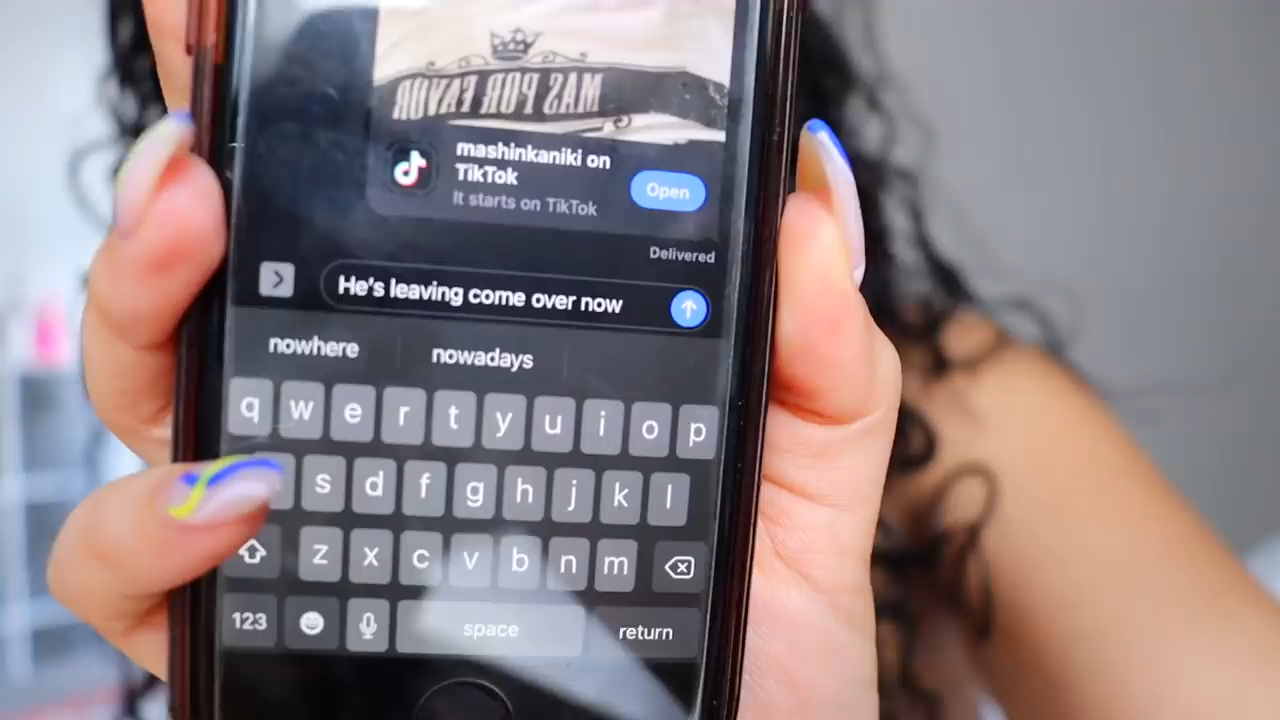 MAS POR FAVOR
mashinkaniki on
TikTok
Open
It starts on TikTok
Delivered
He's leaving come over now
nowhere
nowadays
q w e r t y u i o p
s d f g h j k l
z x c v b n m
123
space
return